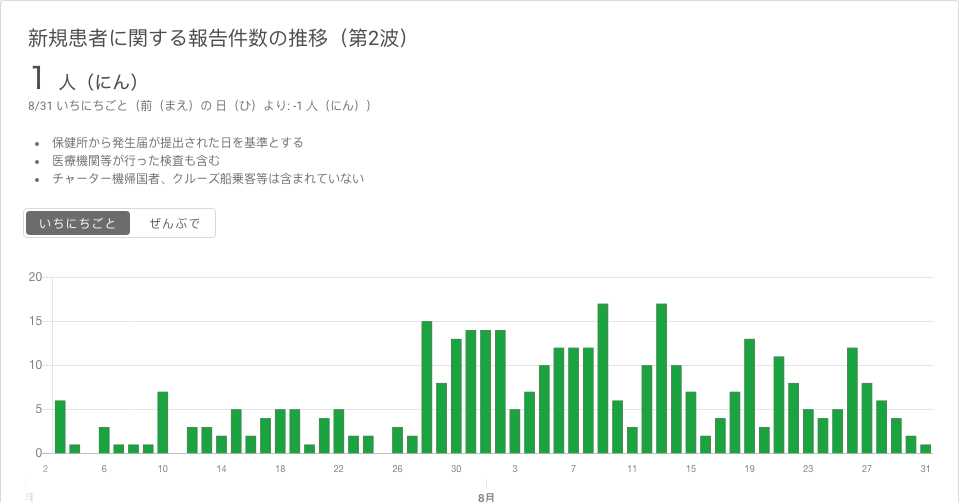 新規患者に関する報告件数の推移（第2波）
1 人（にん）
8/31 いちにちごと（前（まえ）の 日（ひ）より: -1 人（にん））
保健所から発生届が提出された日を基準とする
医療機関等が行った検査も含む
チャーター機帰国者、クルーズ船乗客等は含まれていない
いちにちごと ぜんぶで
20
15
10
5
0
2 6 10 14 18 22 26 30 3 7 11 15 19 23 27 31
月 8月